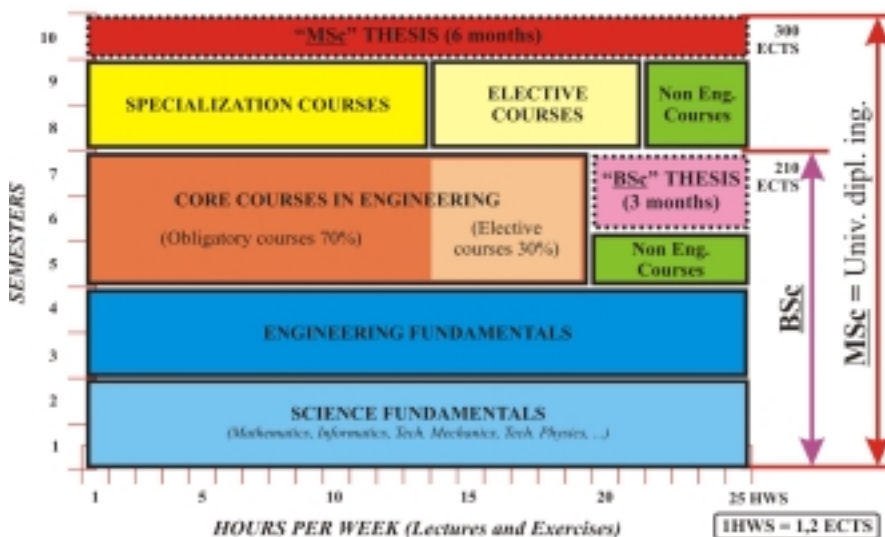 10
"MSc" THESIS (6 months)
300
ECTS
9
8
SPECIALIZATION COURSES
ELECTIVE
COURSES
Non Eng.
Courses
7
6
5
CORE COURSES IN ENGINEERING
(Obligatory courses 70%)
(Elective
courses 30%)
"BSc" THESIS
(3 months)
210
ECTS
Non Eng.
Courses
4
3
ENGINEERING FUNDAMENTALS
2
1
SCIENCE FUNDAMENTALS
(Mathematics, Informatics, Tech. Mechanics, Tech. Physics, ...)
SEMESTERS
BSc
MSc = Univ. dipl. ing.
1 5 10 15 20 25 HWS
HOURS PER WEEK (Lectures and Exercises)
1HWS = 1,2 ECTS